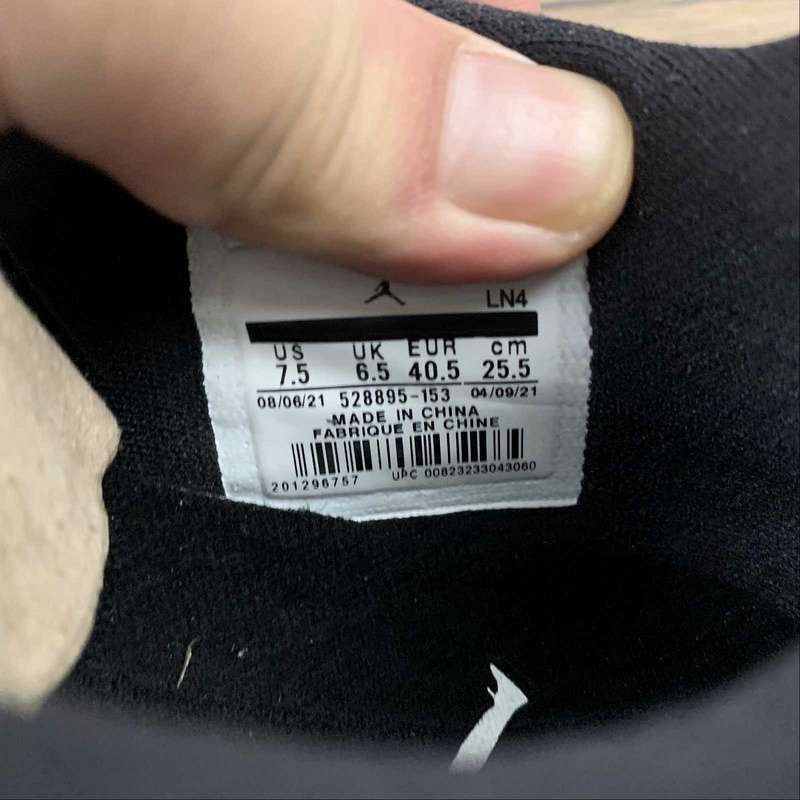 LN4
US UK EUR cm
7.5 6.5 40.5 25.5
08/06/21 528895-153 04/09/21
MADE IN CHINA
FABRIQUE EN CHINE
201296757 UPC 00823233043060